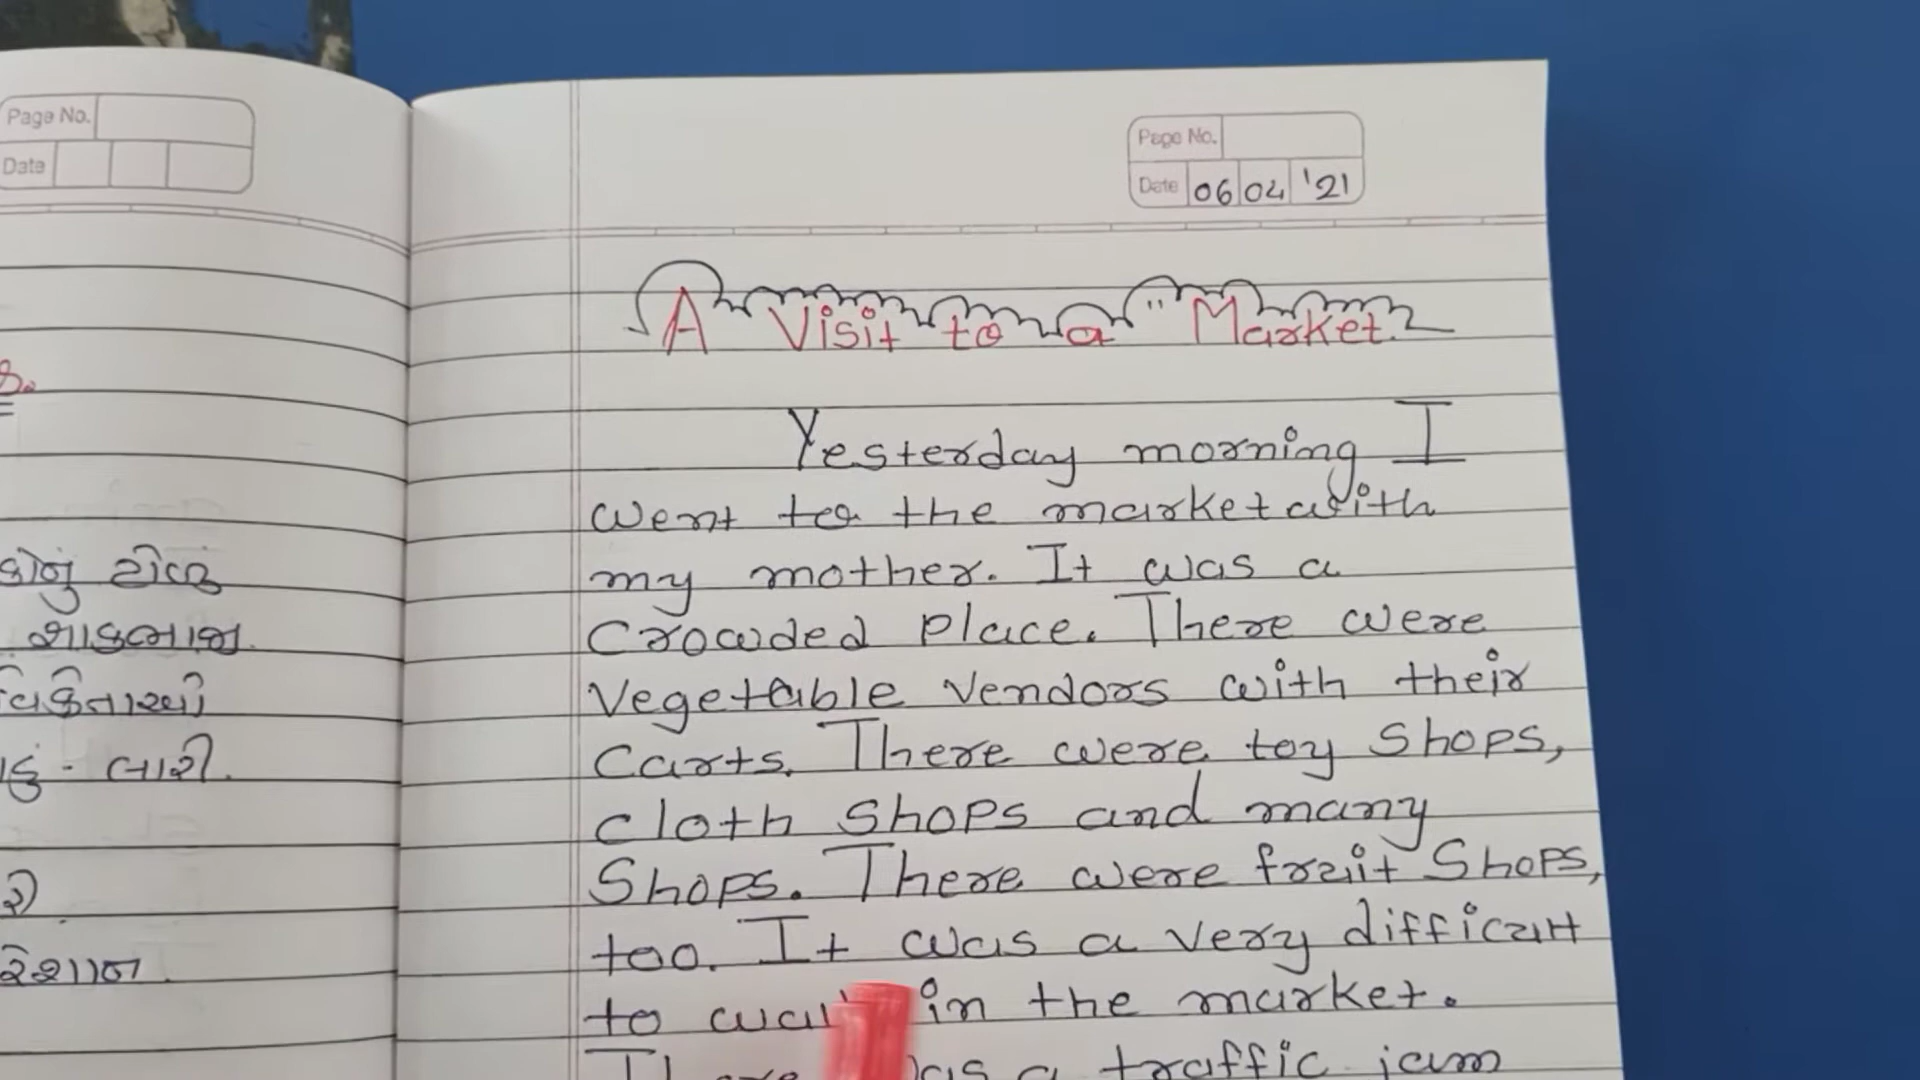 Page No.
Date
S.
શાકભાજી
વિક્રેતાઓ
- લારી.
Page No.
Date 06 04 '21
A Visit to a "Market."
Yesterday morning I
went to the market with
my mother. It was a
Crowded place. There were
Vegetable Vendors with their
Carts. There were toy Shops,
cloth Shops and many
Shops. There were fruit Shops,
too. It was a very difficult
to in the market.
a traffic jam